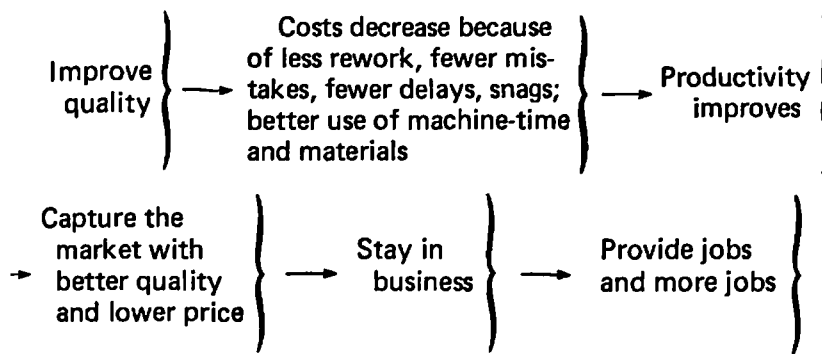 Improve
quality
Costs decrease because
of less rework, fewer mis-
takes, fewer delays, snags;
better use of machine-time
and materials
Productivity
improves
Capture the
market with
better quality
and lower price
Stay in
business
Provide jobs
and more jobs